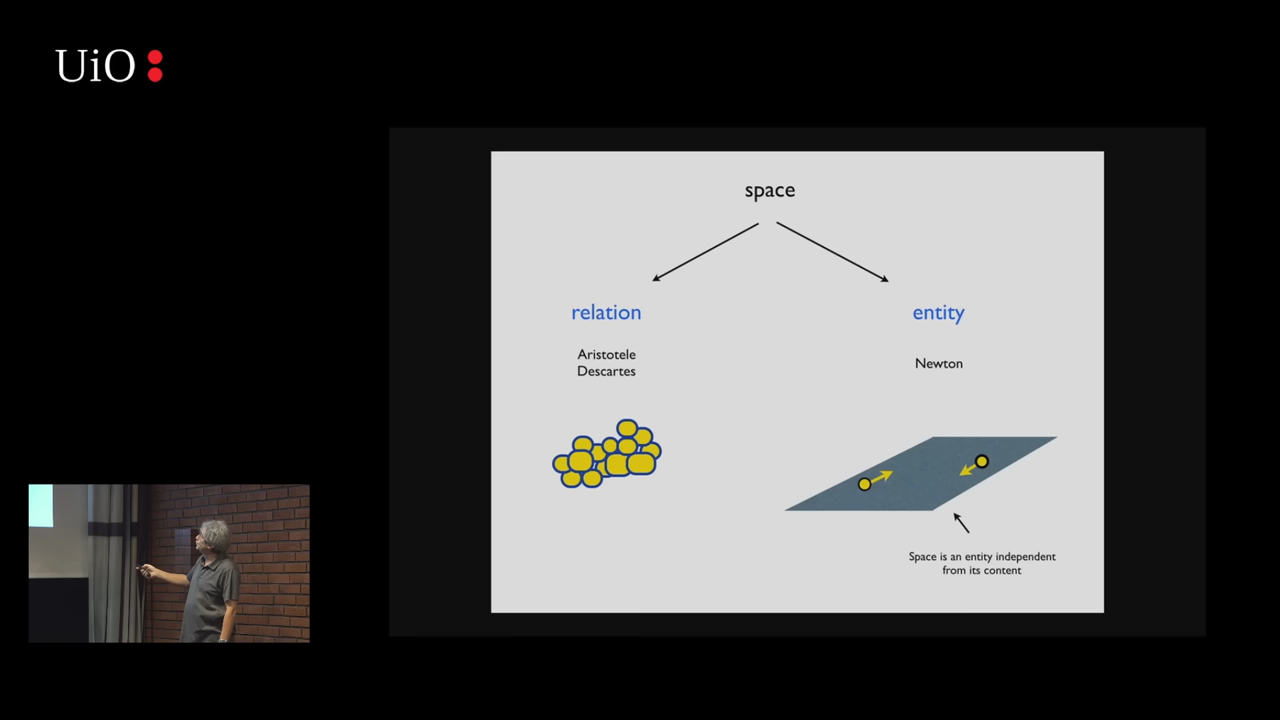 UiO:
space
relation
entity
Aristotele
Descartes
Newton
Space is an entity independent
from its content